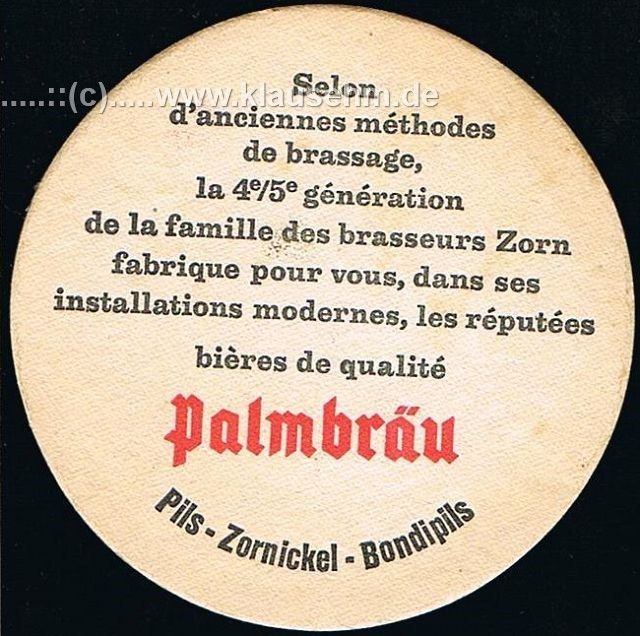 Selon
.....::(c).....www.klausehm.de
d'anciennes méthodes
de brassage,
la 4e/5e génération
de la famille des brasseurs Zorn
fabrique pour vous, dans ses
installations modernes, les réputées
bières de qualité
Palmbräu
Pils - Zornickel - Bondipils